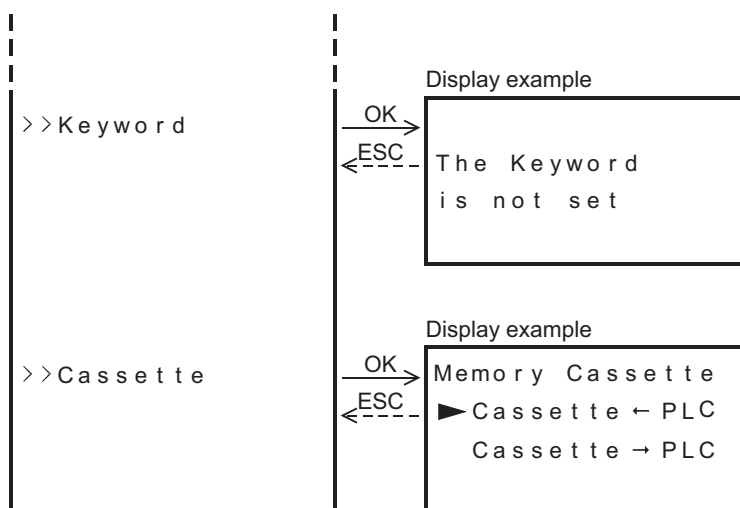 Display example
>>Keyword
OK
ESC
The Keyword
is not set
Display example
>>Cassette
OK
ESC
Memory Cassette
▶Cassette ← PLC
Cassette → PLC